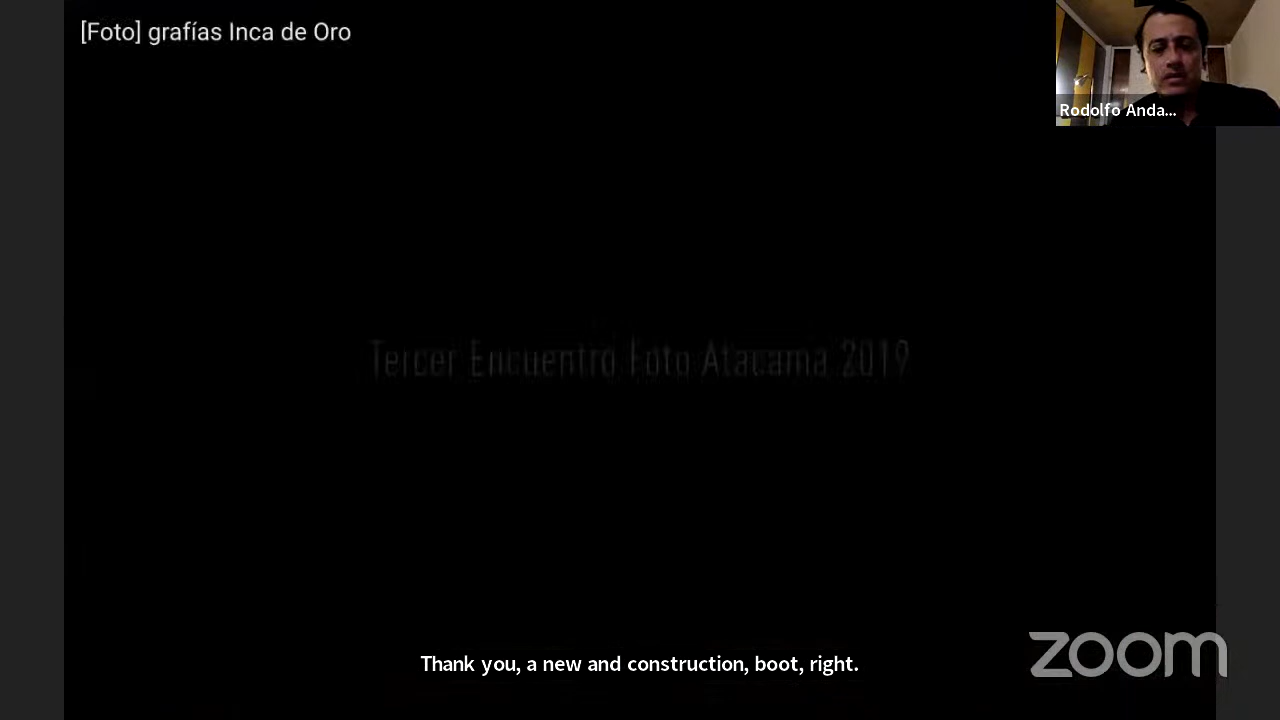 [Foto] grafías Inca de Oro
Rodolfo Anda...
Tercer Encuentro Foto Atacama 2019
Thank you, a new and construction, boot, right.
zoom